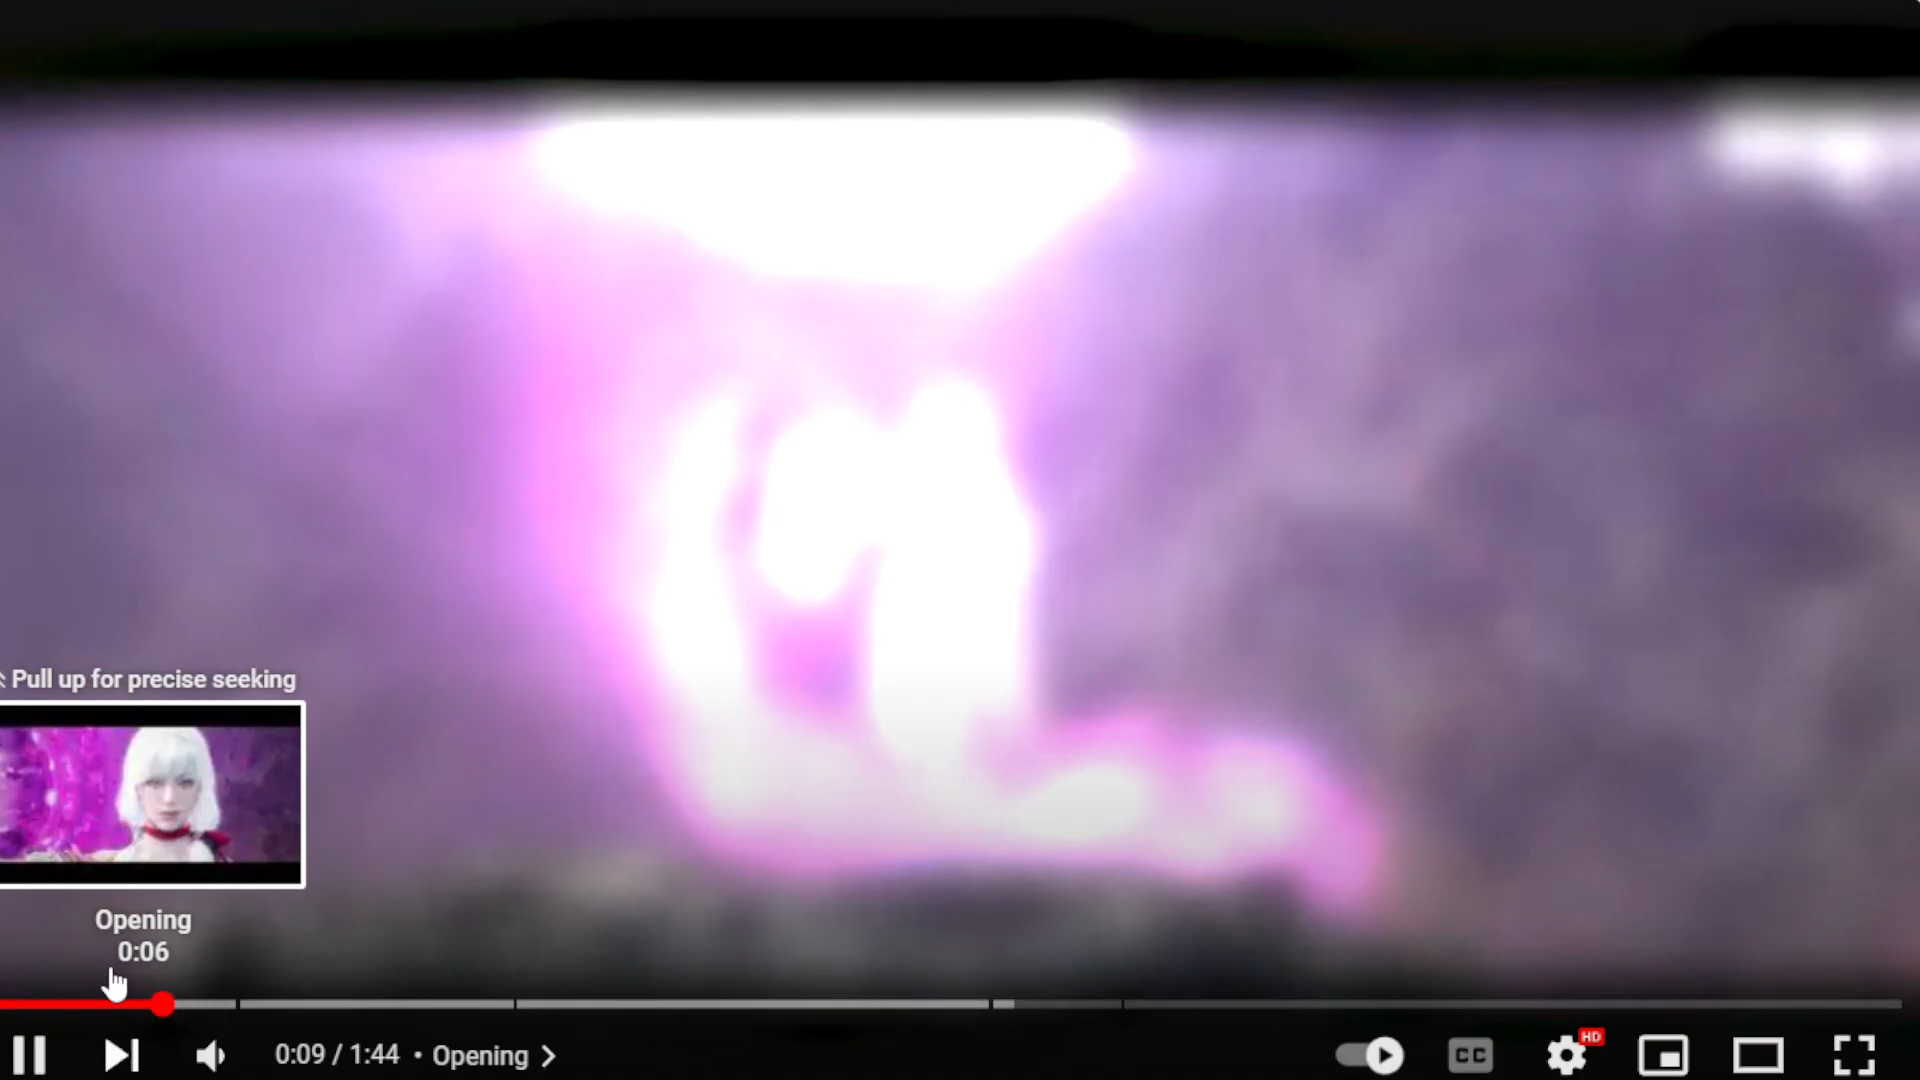 Pull up for precise seeking
Opening
0:06
0:09 / 1:44 • Opening
CC
HD